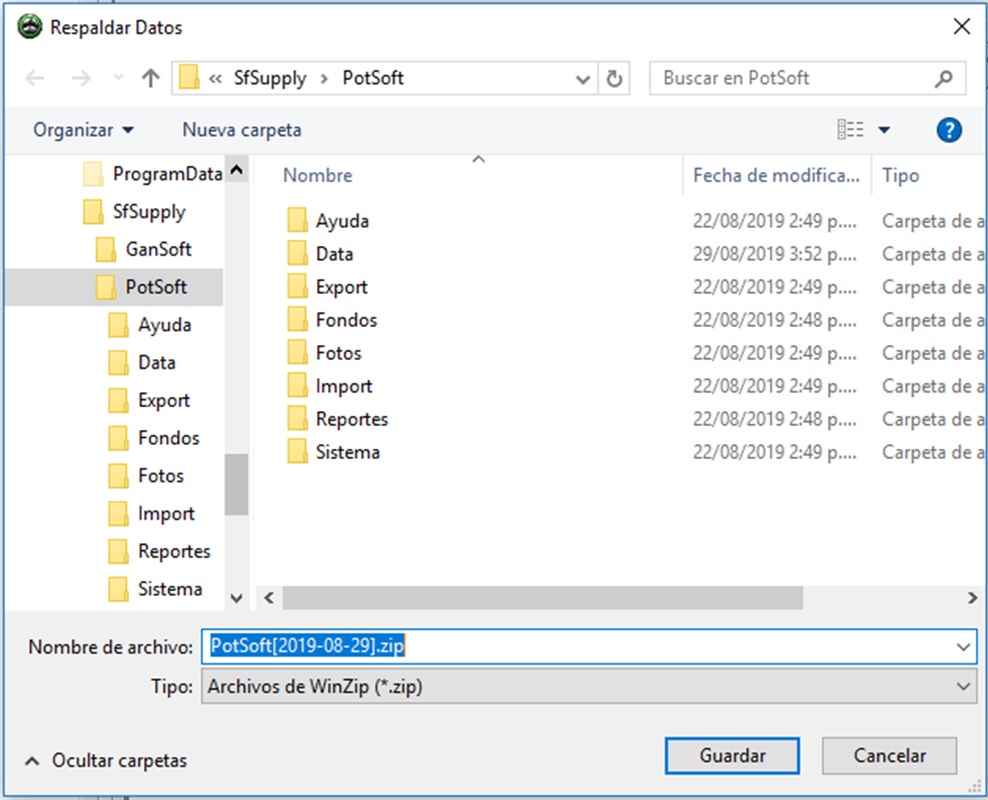 Respaldar Datos
« SfSupply › PotSoft
Buscar en PotSoft
Organizar
Nueva carpeta
?
ProgramData
SfSupply
GanSoft
PotSoft
Ayuda
Data
Export
Fondos
Fotos
Import
Reportes
Sistema
Nombre Fecha de modifica... Tipo
Ayuda 22/08/2019 2:49 p.... Carpeta de a
Data 29/08/2019 3:52 p.... Carpeta de a
Export 22/08/2019 2:49 p.... Carpeta de a
Fondos 22/08/2019 2:48 p.... Carpeta de a
Fotos 22/08/2019 2:49 p.... Carpeta de a
Import 22/08/2019 2:49 p.... Carpeta de a
Reportes 22/08/2019 2:48 p.... Carpeta de a
Sistema 22/08/2019 2:49 p.... Carpeta de a
Nombre de archivo: PotSoft[2019-08-29].zip
Tipo: Archivos de WinZip (*.zip)
Ocultar carpetas
Guardar
Cancelar